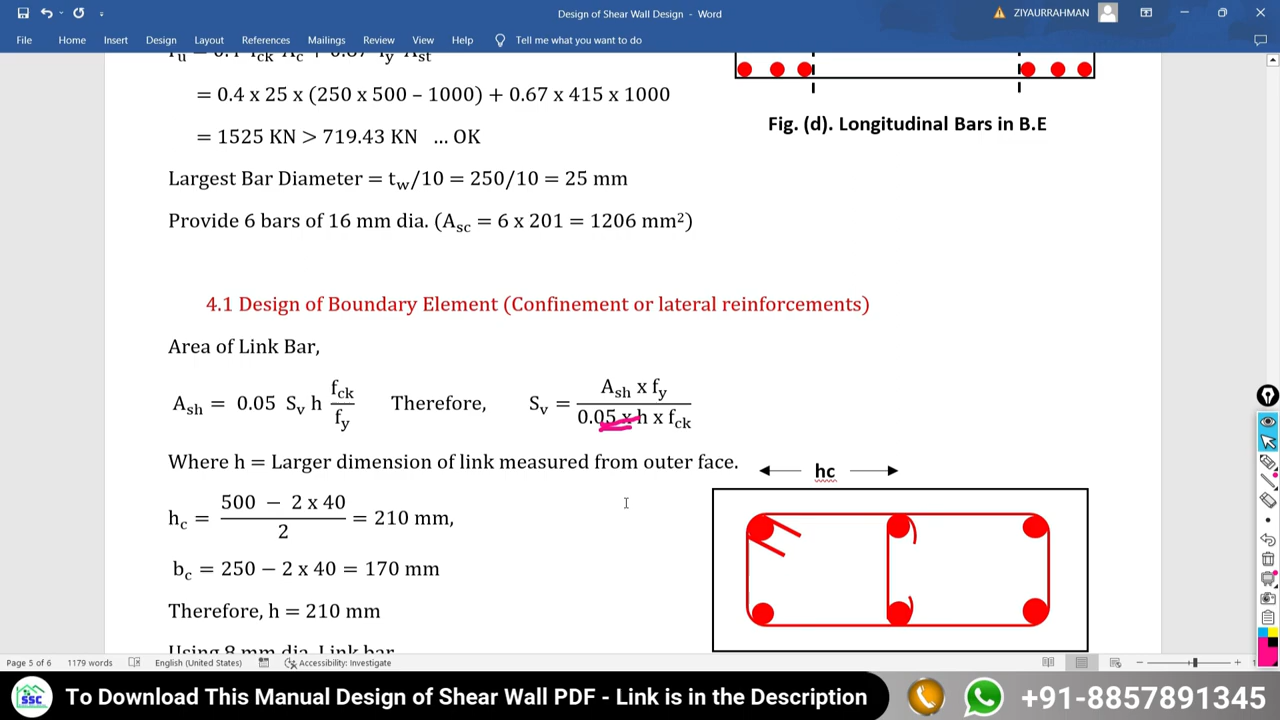 Design of Shear Wall Design - Word
ZIYAURRAHMAN
File Home Insert Design Layout References Mailings Review View Help Tell me what you want to do
= 0.4 x 25 x (250 x 500 – 1000) + 0.67 x 415 x 1000
= 1525 KN > 719.43 KN … OK
Fig. (d). Longitudinal Bars in B.E
Largest Bar Diameter = tw/10 = 250/10 = 25 mm
Provide 6 bars of 16 mm dia. (Asc = 6 x 201 = 1206 mm²)
4.1 Design of Boundary Element (Confinement or lateral reinforcements)
Area of Link Bar,
Ash = 0.05 Sv h fck/fy Therefore, Sv = Ash x fy / 0.05 x h x fck
Where h = Larger dimension of link measured from outer face.
hc
hc = 500 − 2 x 40 / 2 = 210 mm,
bc = 250 − 2 x 40 = 170 mm
Therefore, h = 210 mm
Using 8 mm dia. Link bar
Page 5 of 6 1179 words English (United States) Accessibility: Investigate
SSC
To Download This Manual Design of Shear Wall PDF - Link is in the Description
+91-8857891345